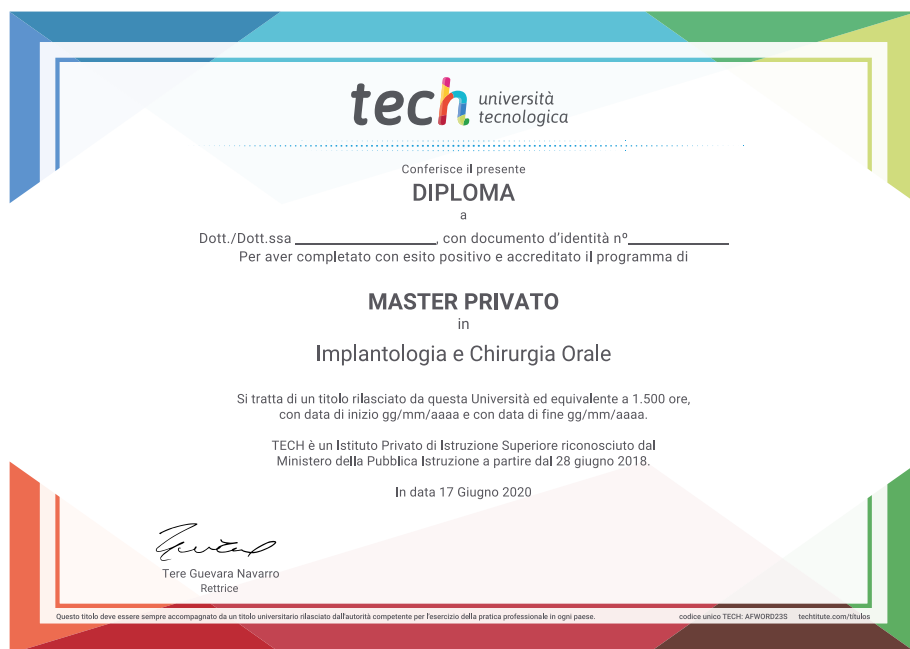 tech università
tecnologica
Conferisce il presente
DIPLOMA
a
Dott./Dott.ssa _________________, con documento d'identità nº____________
Per aver completato con esito positivo e accreditato il programma di
MASTER PRIVATO
in
Implantologia e Chirurgia Orale
Si tratta di un titolo rilasciato da questa Università ed equivalente a 1.500 ore,
con data di inizio gg/mm/aaaa e con data di fine gg/mm/aaaa.
TECH è un Istituto Privato di Istruzione Superiore riconosciuto dal
Ministero della Pubblica Istruzione a partire dal 28 giugno 2018.
In data 17 Giugno 2020
Tere Guevara Navarro
Rettrice
Questo titolo deve essere sempre accompagnato da un titolo universitario rilasciato dall'autorità competente per l'esercizio della pratica professionale in ogni paese. codice unico TECH: AFWORD23S techtitute.com/titulos